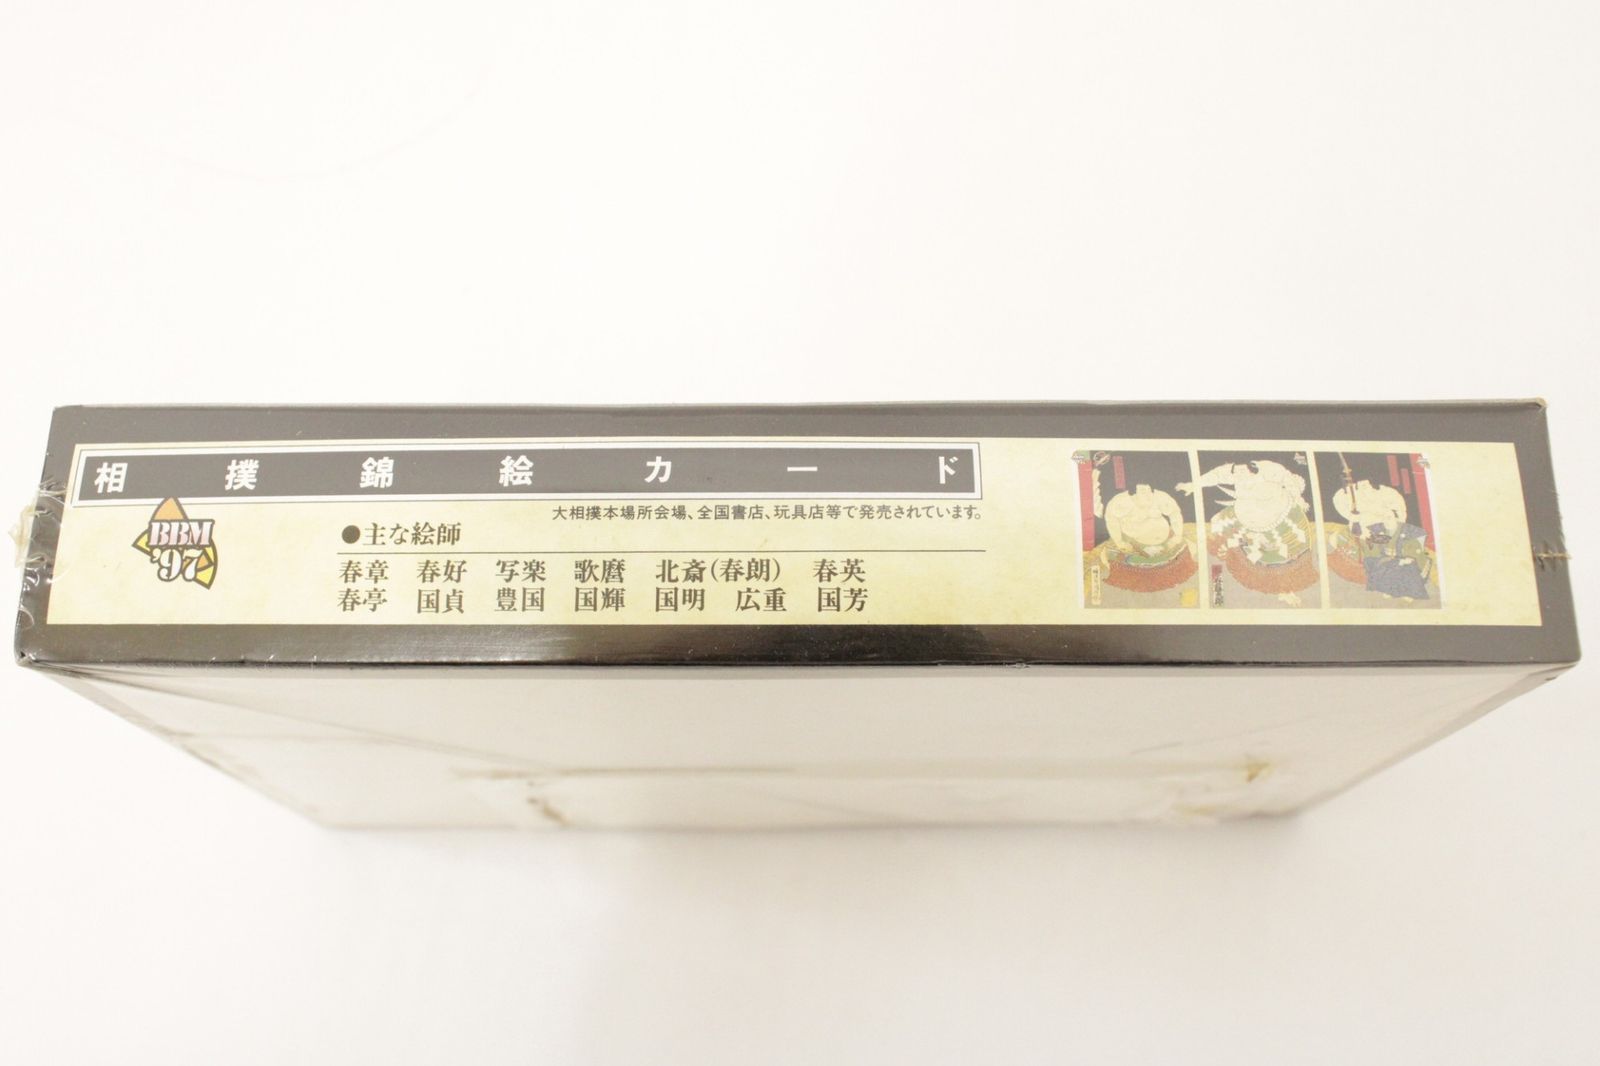 相撲錦絵カード
大相撲本場所会場、全国書店、玩具店等で発売されています。
BBM
'97
●主な絵師
春章 春好 写楽 歌麿 北斎(春朗) 春英
春亭 国貞 豊国 国輝 国明 広重 国芳